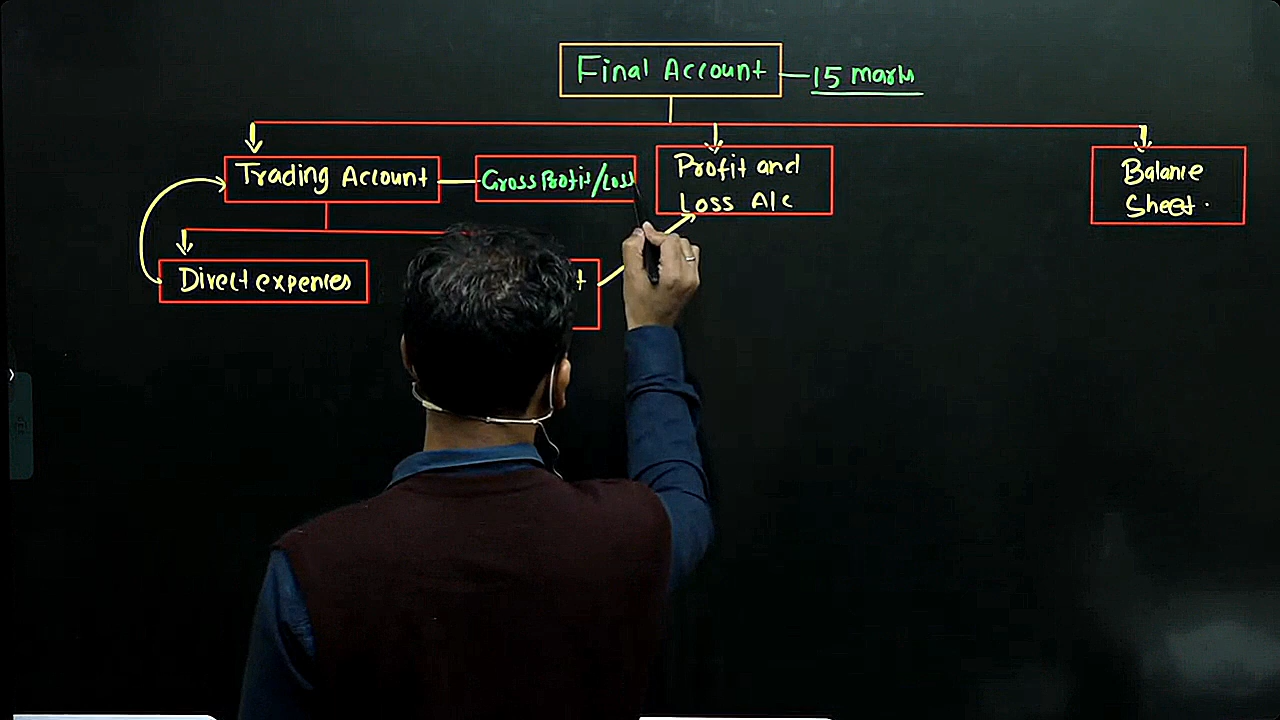 Final Account
15 marks
Trading Account
Gross Profit/Loss
Profit and
Loss A/c
Balance
Sheet.
Direct expenses